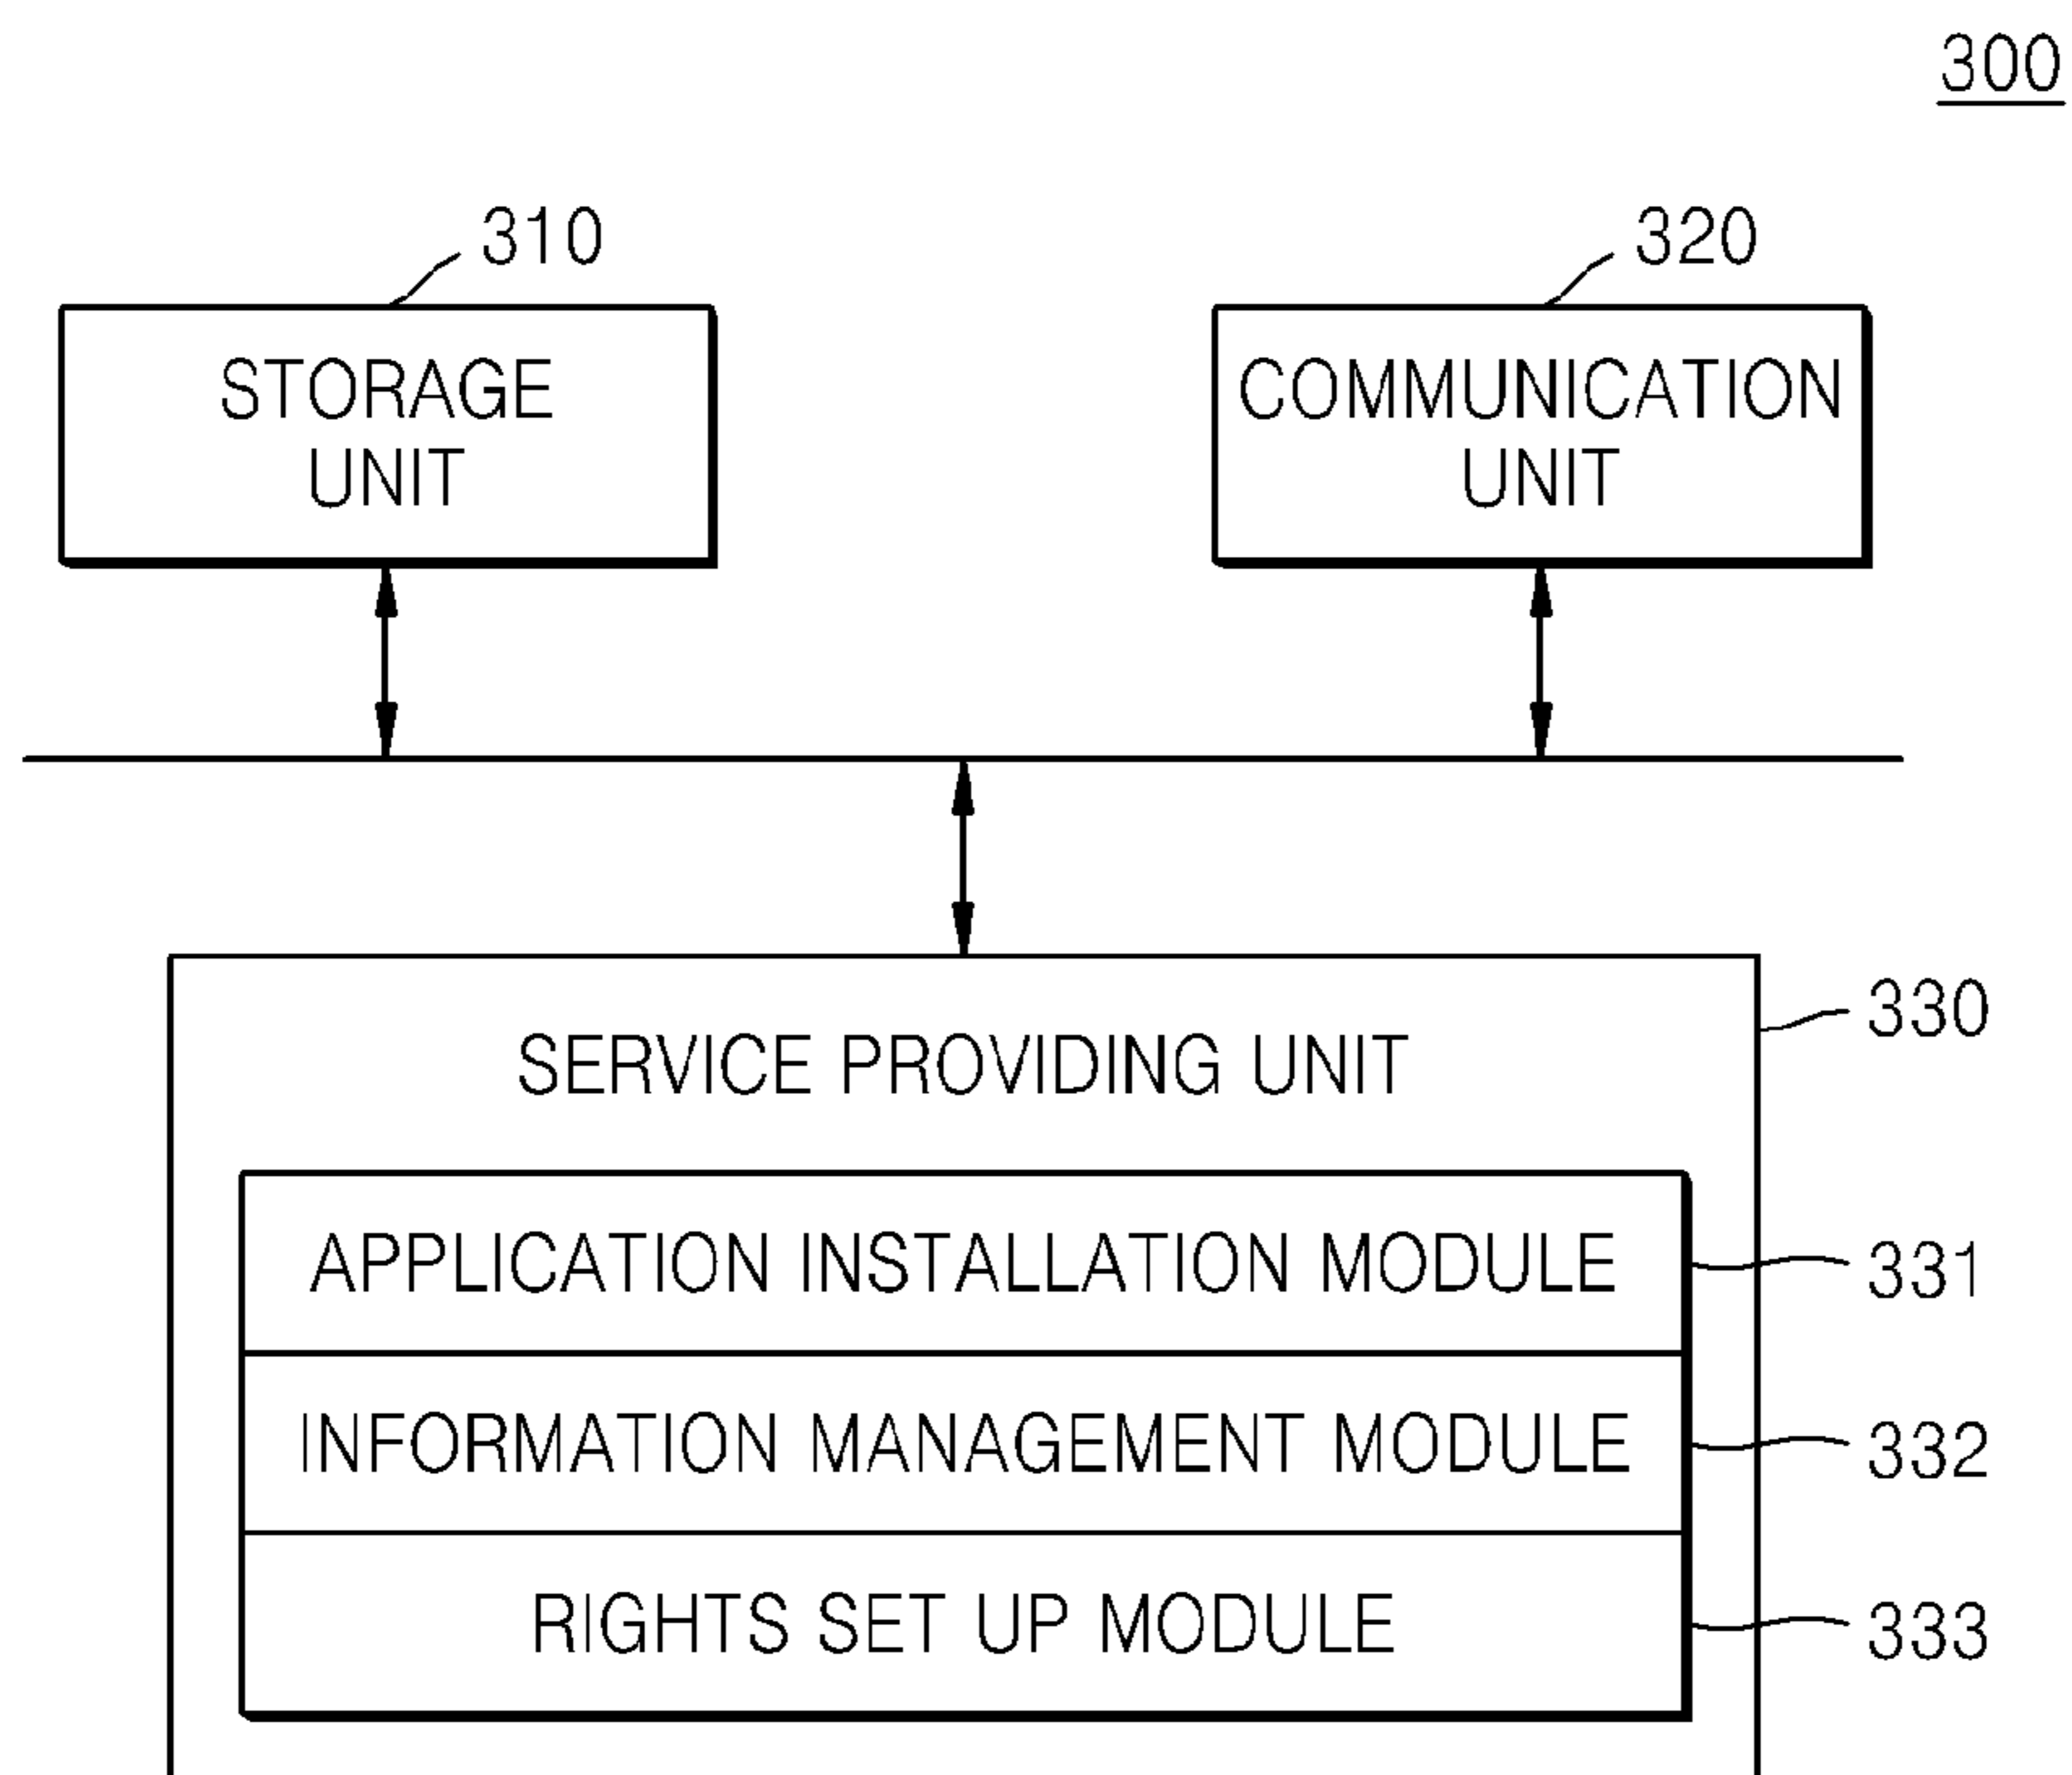 300
310
320
STORAGE
UNIT
COMMUNICATION
UNIT
330
SERVICE PROVIDING UNIT
APPLICATION INSTALLATION MODULE
331
INFORMATION MANAGEMENT MODULE
332
RIGHTS SET UP MODULE
333